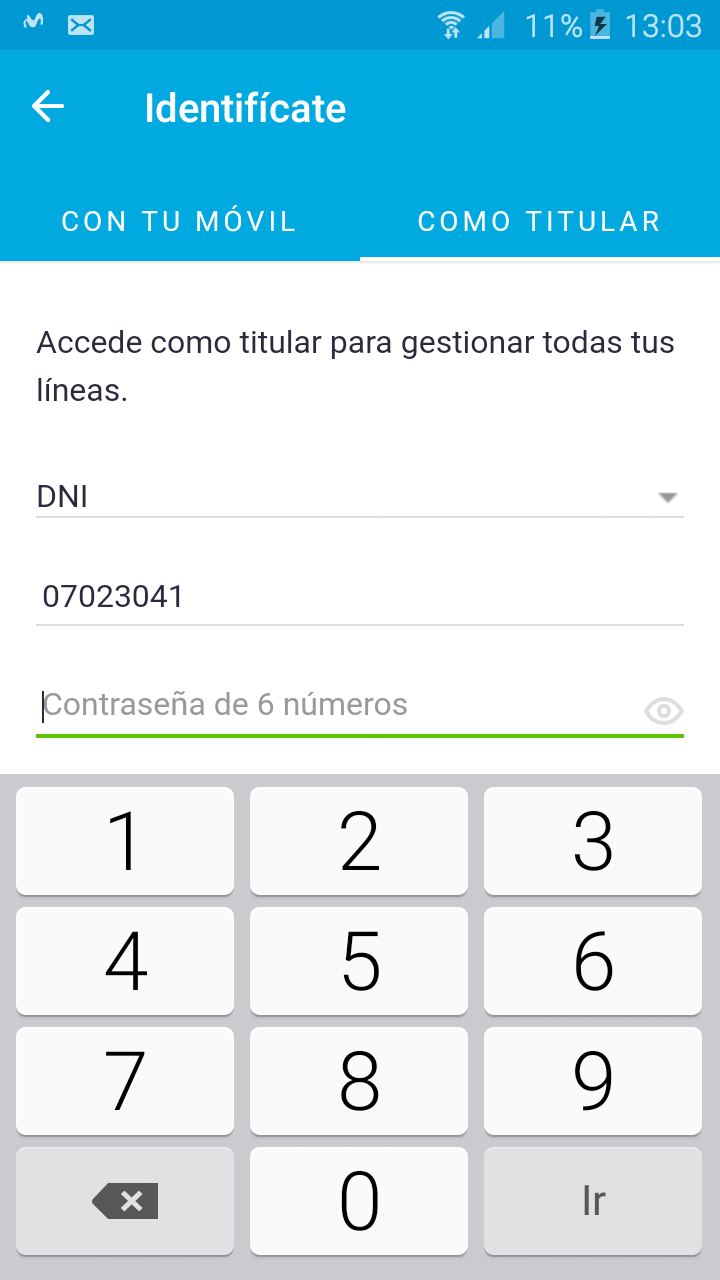 11% 13:03
Identifícate
CON TU MÓVIL COMO TITULAR
Accede como titular para gestionar todas tus
líneas.
DNI
07023041
Contraseña de 6 números
1 2 3
4 5 6
7 8 9
0 Ir